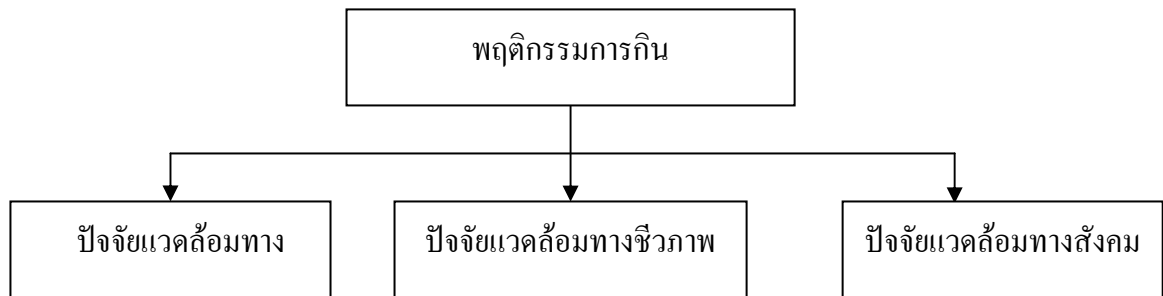 พฤติกรรมการกิน
ปัจจัยแวดล้อมทาง
ปัจจัยแวดล้อมทางชีวภาพ
ปัจจัยแวดล้อมทางสังคม